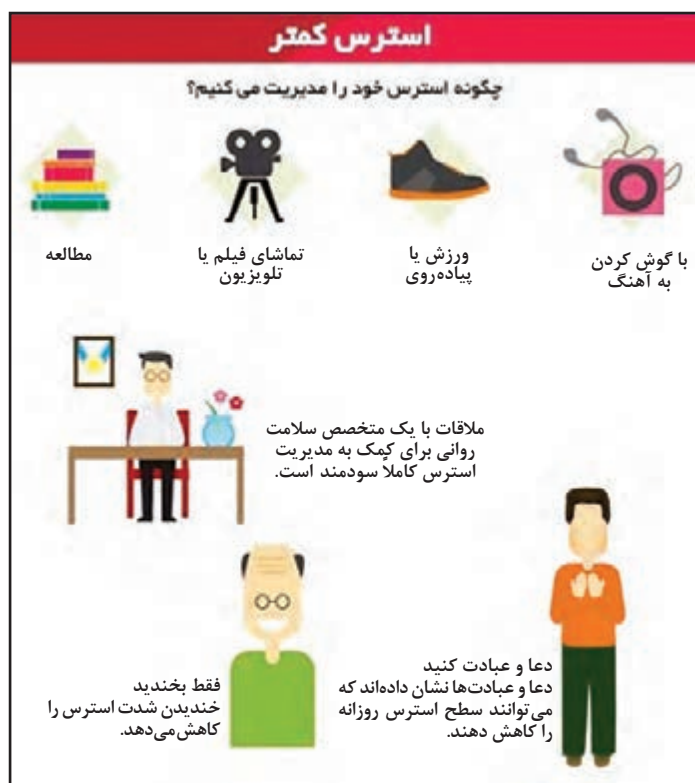 استرس کمتر
چگونه استرس خود را مدیریت می کنیم؟
با گوش کردن
به آهنگ
ورزش یا
پیاده‌روی
تماشای فیلم یا
تلویزیون
مطالعه
ملاقات با یک متخصص سلامت
روانی برای کمک به مدیریت
استرس کاملاً سودمند است.
دعا و عبادت کنید
دعا و عبادت‌ها نشان داده‌اند که
می‌توانند سطح استرس روزانه
را کاهش دهند.
فقط بخندید
خندیدن شدت استرس را
کاهش‌می‌دهد.